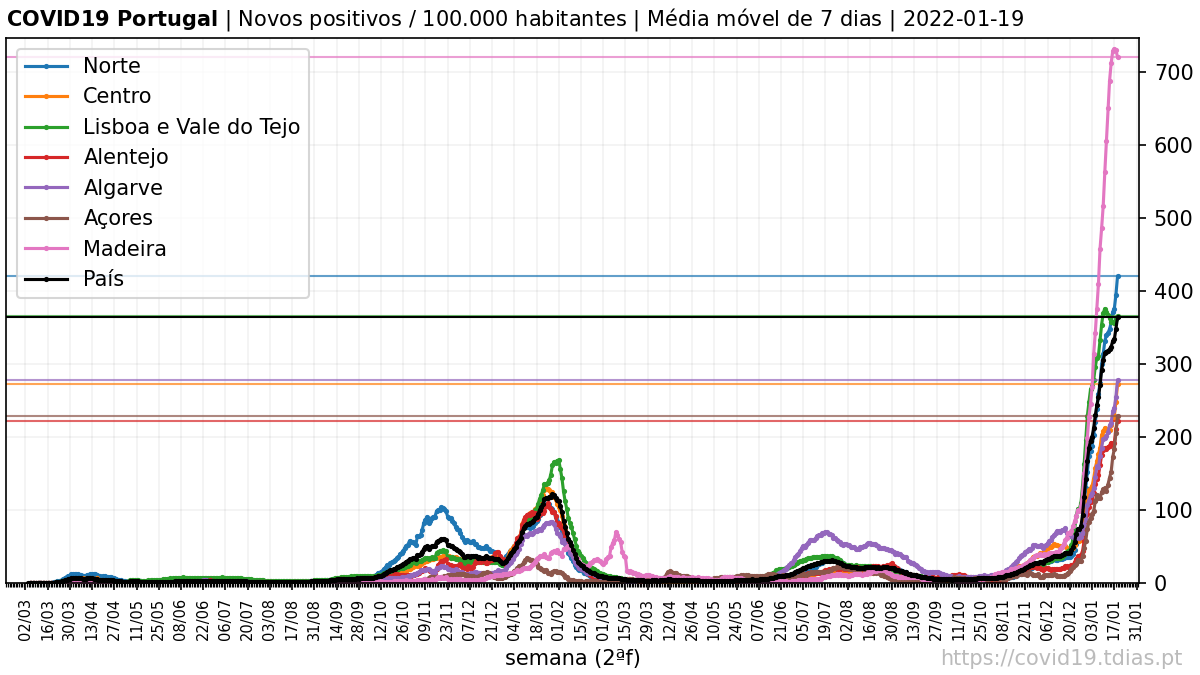 COVID19 Portugal | Novos positivos / 100.000 habitantes | Média móvel de 7 dias | 2022-01-19
Norte
Centro
Lisboa e Vale do Tejo
Alentejo
Algarve
Açores
Madeira
País
700
600
500
400
300
200
100
0
02/03 16/03 30/03 13/04 27/04 11/05 25/05 08/06 22/06 06/07 20/07 03/08 17/08 31/08 14/09 28/09 12/10 26/10 09/11 23/11 07/12 21/12 04/01 18/01 01/02 15/02 01/03 15/03 29/03 12/04 26/04 10/05 24/05 07/06 21/06 05/07 19/07 02/08 16/08 30/08 13/09 27/09 11/10 25/10 08/11 22/11 06/12 20/12 03/01 17/01 31/01
semana (2ªf)
https://covid19.tdias.pt